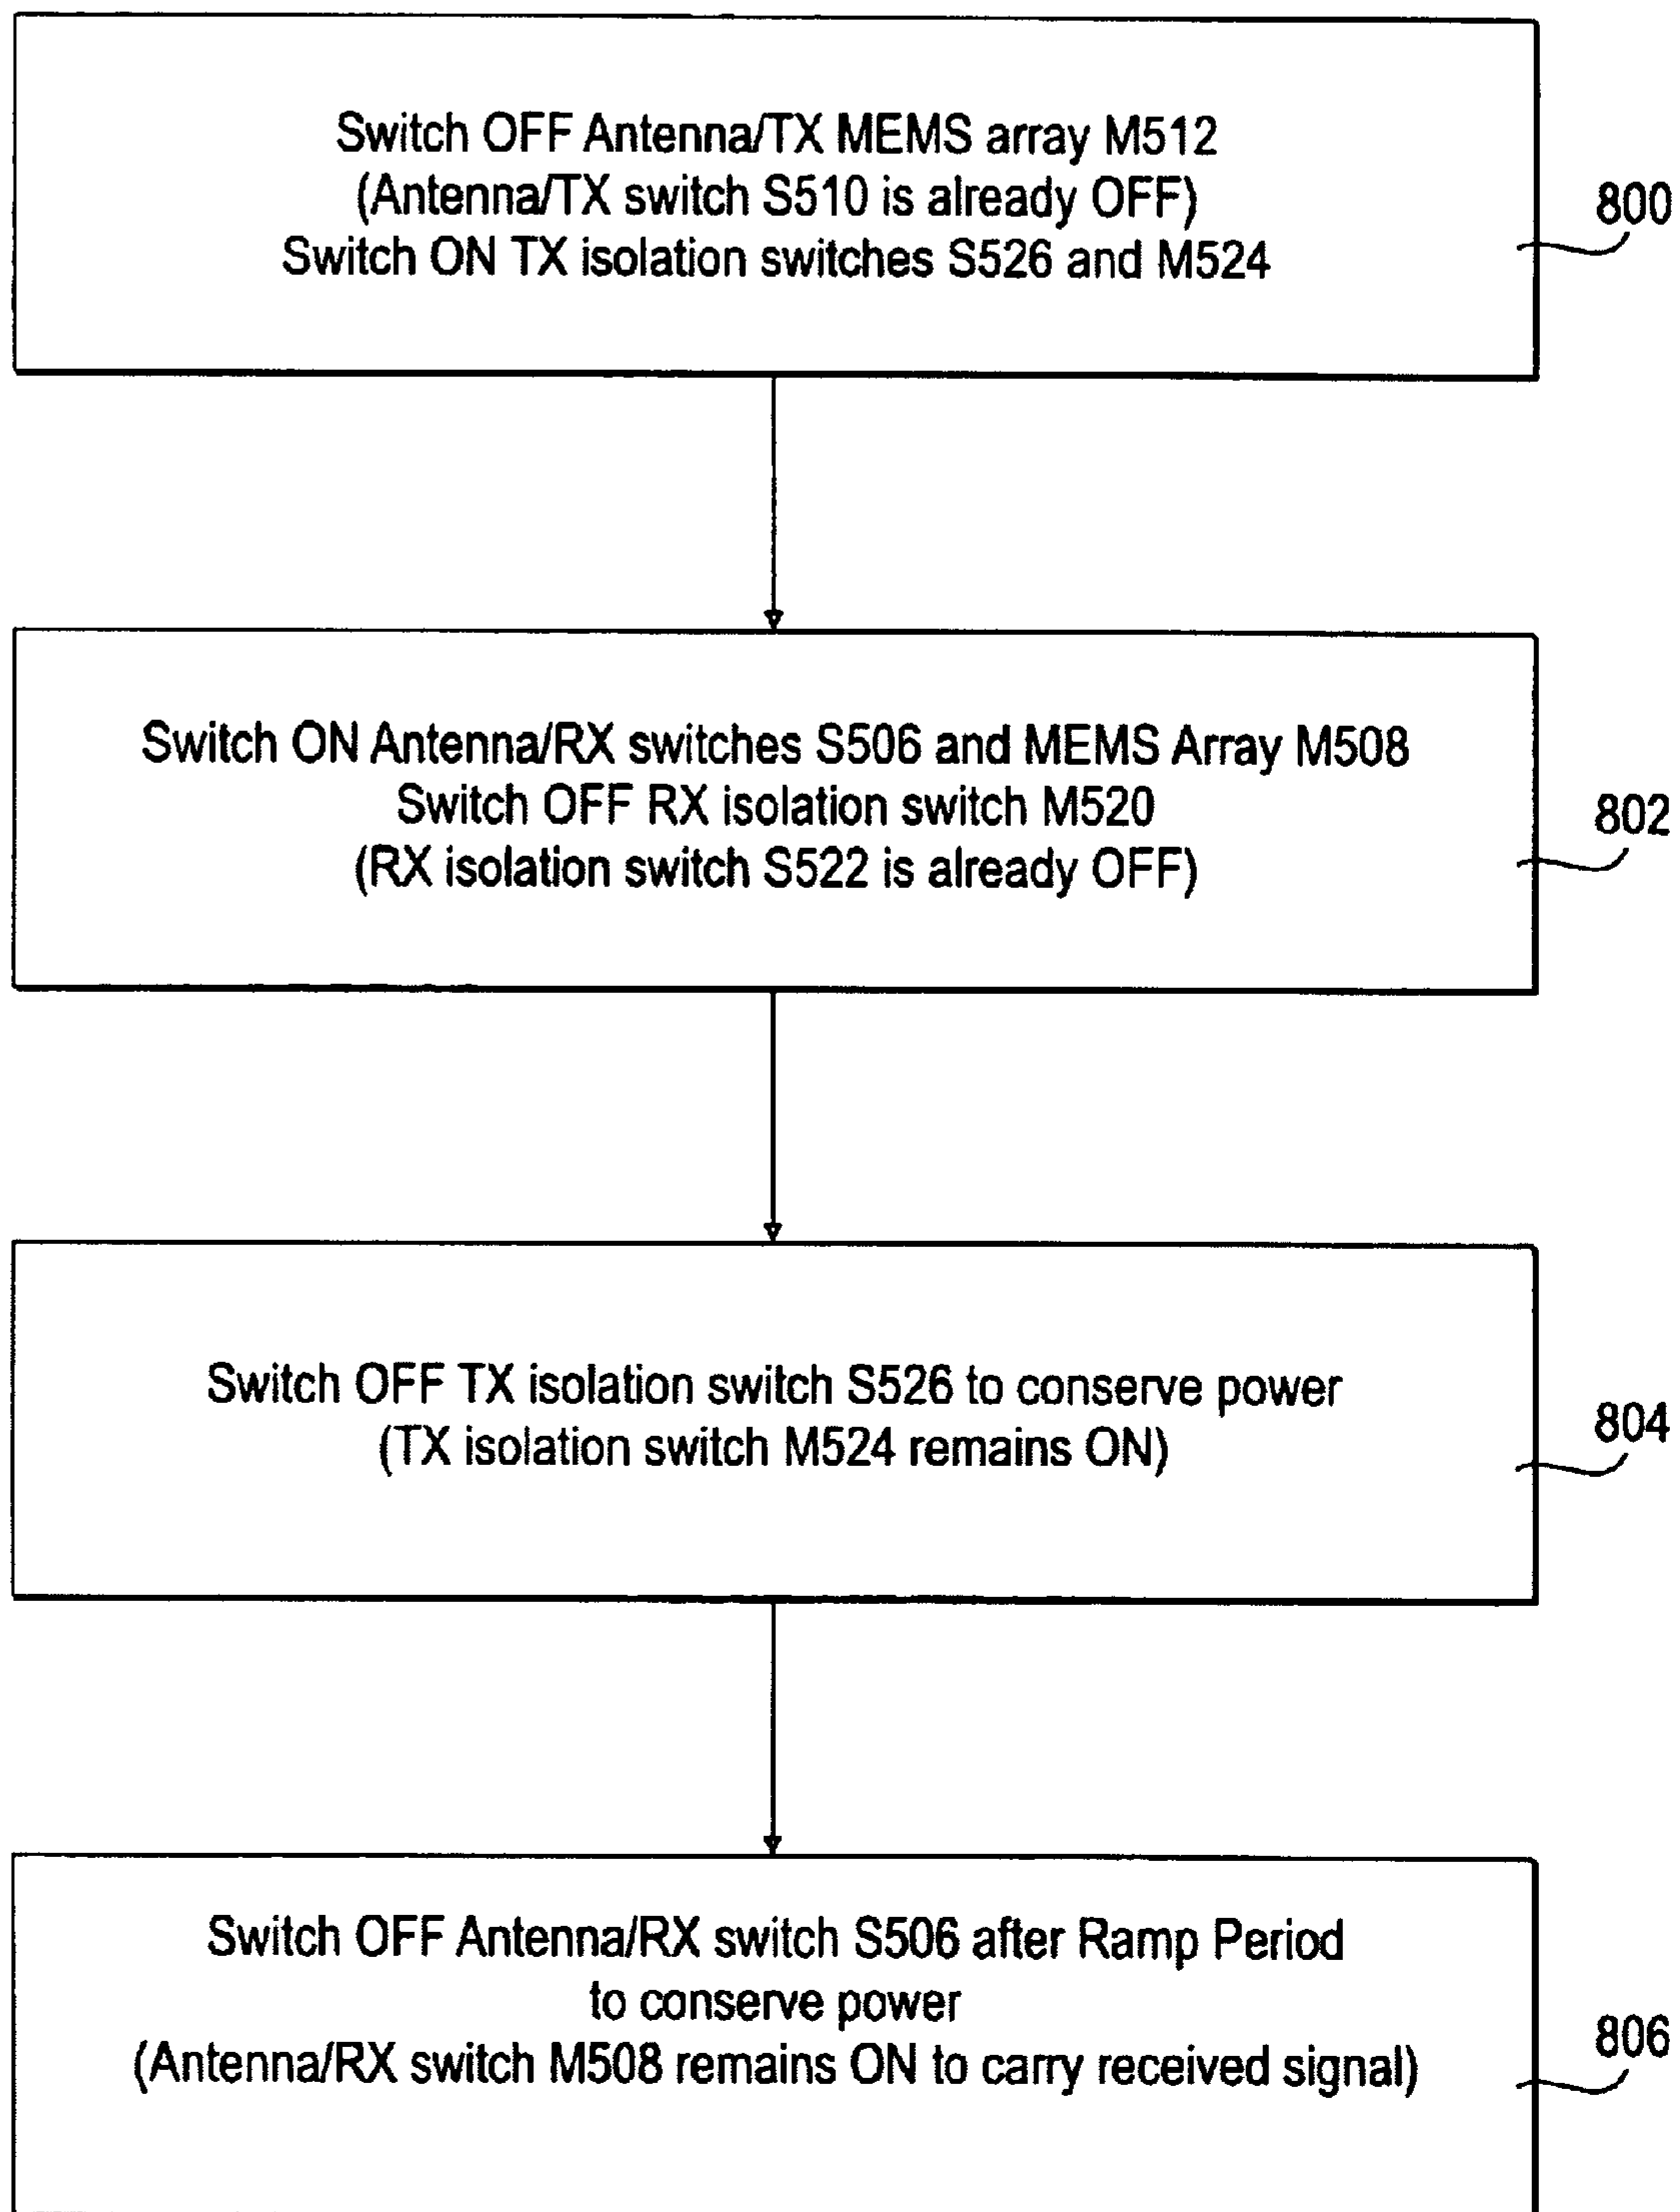 Switch OFF Antenna/TX MEMS array M512
(Antenna/TX switch S510 is already OFF)
Switch ON TX isolation switches S526 and M524
800
Switch ON Antenna/RX switches S506 and MEMS Array M508
Switch OFF RX isolation switch M520
(RX isolation switch S522 is already OFF)
802
Switch OFF TX isolation switch S526 to conserve power
(TX isolation switch M524 remains ON)
804
Switch OFF Antenna/RX switch S506 after Ramp Period
to conserve power
(Antenna/RX switch M508 remains ON to carry received signal)
806